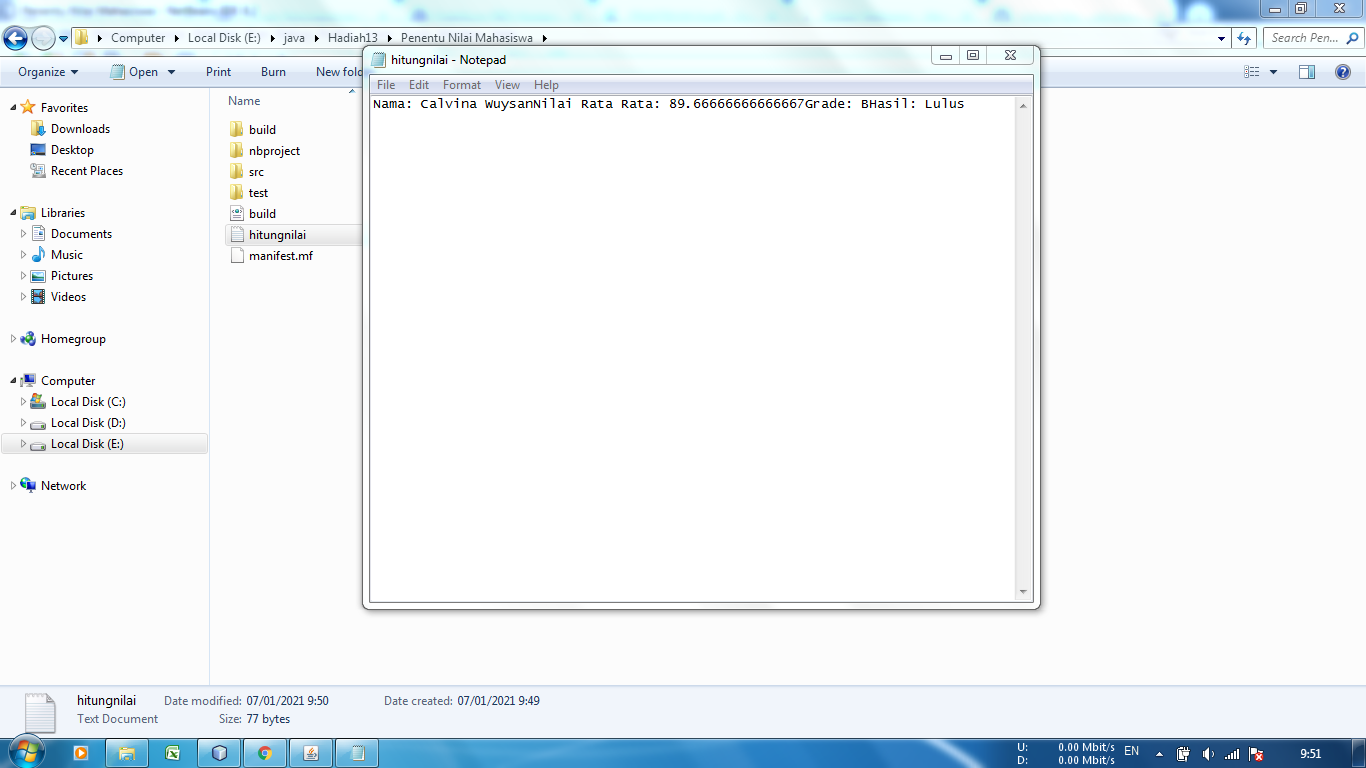 Computer
Local Disk (E:)
java
Hadiah13
Penentu Nilai Mahasiswa
Search Pen...
Organize
Open
Print
Burn
New fold
hitungnilai - Notepad
File Edit Format View Help
Nama: Calvina WuysanNilai Rata Rata: 89.66666666666667Grade: BHasil: Lulus
Favorites
Downloads
Desktop
Recent Places
Libraries
Documents
Music
Pictures
Videos
Homegroup
Computer
Local Disk (C:)
Local Disk (D:)
Local Disk (E:)
Network
Name
build
nbproject
src
test
build
hitungnilai
manifest.mf
hitungnilai Date modified: 07/01/2021 9:50 Date created: 07/01/2021 9:49
Text Document Size: 77 bytes
U: 0.00 Mbit/s
D: 0.00 Mbit/s
EN
9:51